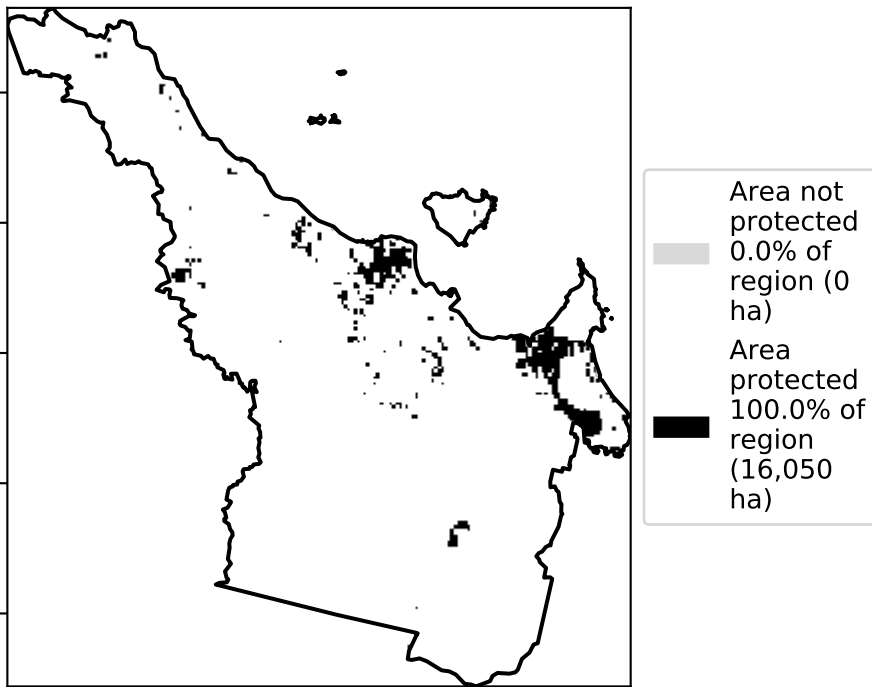 Area not
protected
0.0% of
region (0
ha)
Area
protected
100.0% of
region
(16,050
ha)